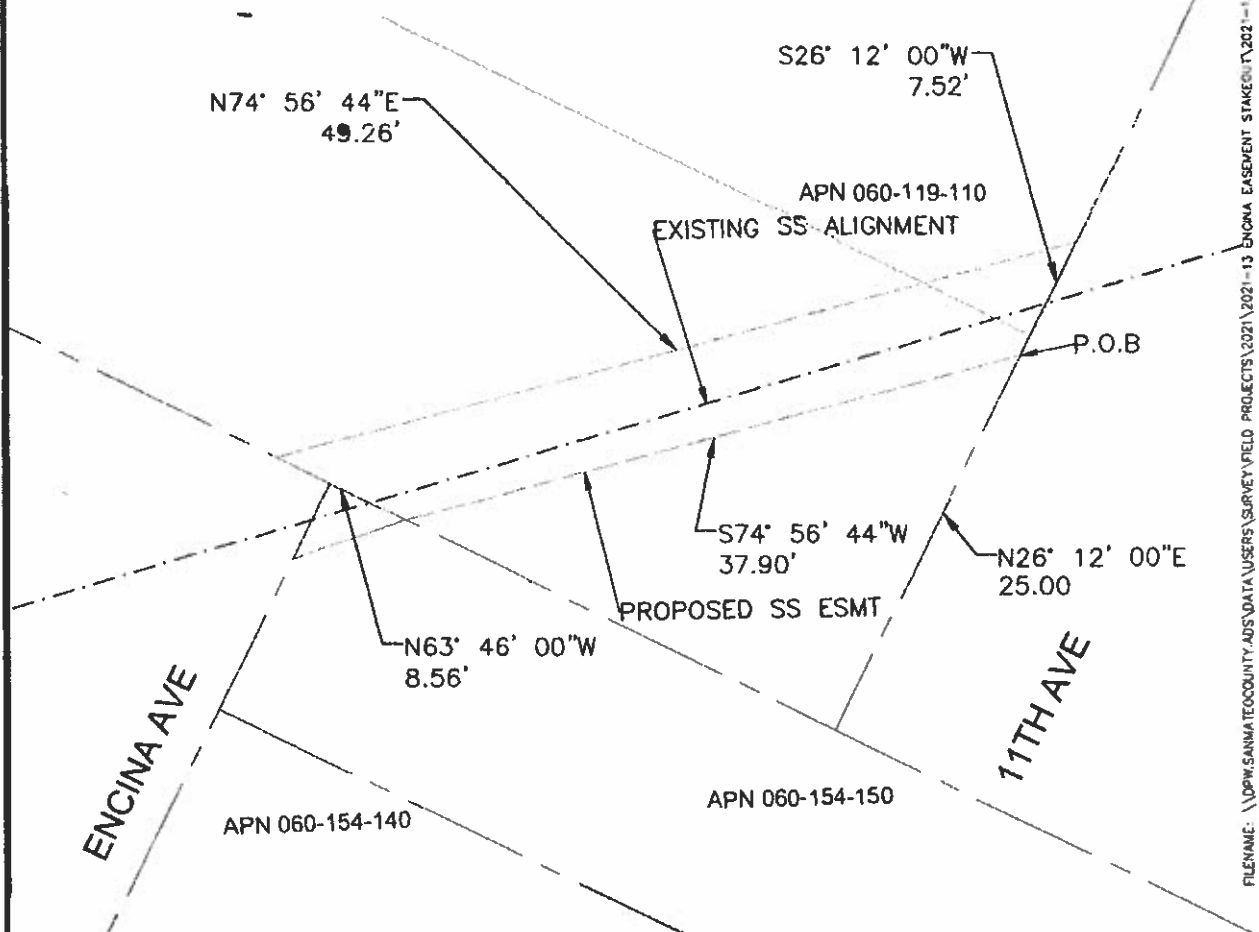 S26° 12' 00"W
7.52'
N74° 56' 44"E
49.26'
APN 060-119-110
EXISTING SS ALIGNMENT
P.O.B
S74° 56' 44"W
37.90'
N26° 12' 00"E
25.00
PROPOSED SS ESMT
N63° 46' 00"W
8.56'
ENCINA AVE
11TH AVE
APN 060-154-140
APN 060-154-150
FILENAME: \\DPW.SANMATEOCOUNTY.ADS\DATA\USERS\SURVEY\FIELD PROJECTS\2021\2021-13 ENCINA EASEMENT STAKEOUT\2021-1